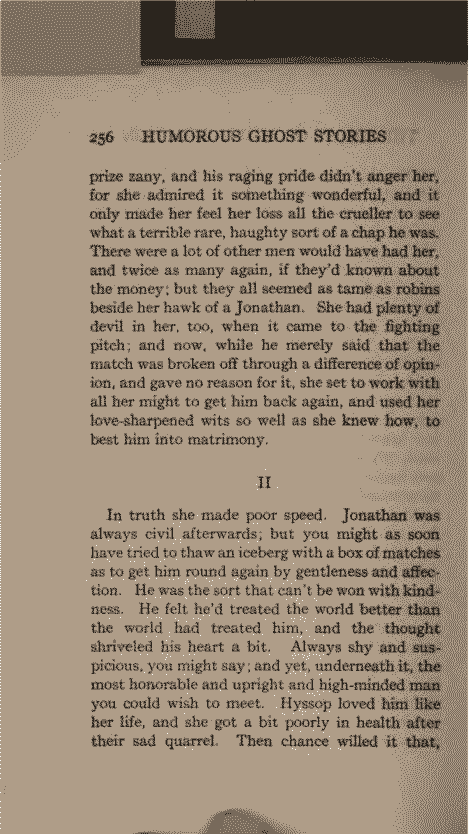 256 HUMOROUS GHOST STORIES
prize zany, and his raging pride didn't anger her,
for she admired it something wonderful, and it
only made her feel her loss all the crueller to see
what a terrible rare, haughty sort of a chap he was.
There were a lot of other men would have had her,
and twice as many again, if they'd known about
the money; but they all seemed as tame as robins
beside her hawk of a Jonathan. She had plenty of
devil in her, too, when it came to the fighting
pitch; and now, while he merely said that the
match was broken off through a difference of opin-
ion, and gave no reason for it, she set to work with
all her might to get him back again, and used her
love-sharpened wits so well as she knew how, to
best him into matrimony.
II
In truth she made poor speed. Jonathan was
always civil afterwards; but you might as soon
have tried to thaw an iceberg with a box of matches
as to get him round again by gentleness and affec-
tion. He was the sort that can't be won with kind-
ness. He felt he'd treated the world better than
the world had treated him, and the thought
shriveled his heart a bit. Always shy and sus-
picious, you might say; and yet, underneath it, the
most honorable and upright and high-minded man
you could wish to meet. Hyssop loved him like
her life, and she got a bit poorly in health after
their sad quarrel. Then chance willed it that,